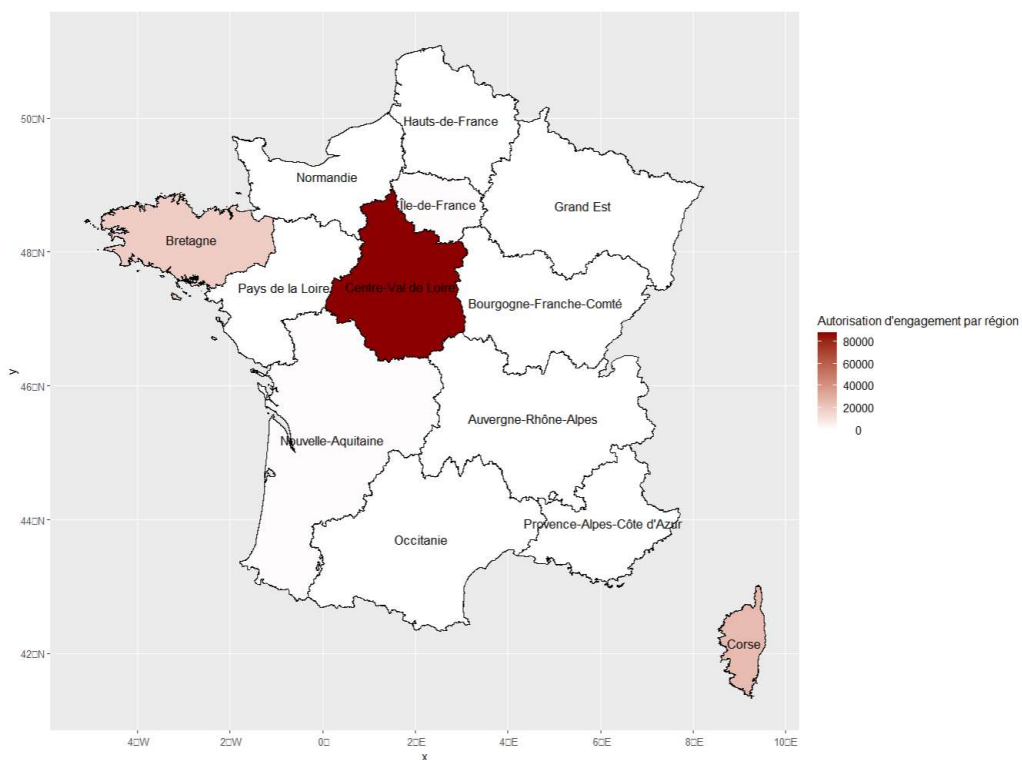 50□N
48□N
46□N
44□N
42□N
y
Hauts-de-France
Normandie
Île-de-France
Grand Est
Bretagne
Pays de la Loire
Centre-Val de Loire
Bourgogne-Franche-Comté
Auvergne-Rhône-Alpes
Nouvelle-Aquitaine
Provence-Alpes-Côte d'Azur
Occitanie
Corse
4□W
2□W
0□
2□E
4□E
6□E
8□E
10□E
x
Autorisation d'engagement par région
80000
60000
40000
20000
0